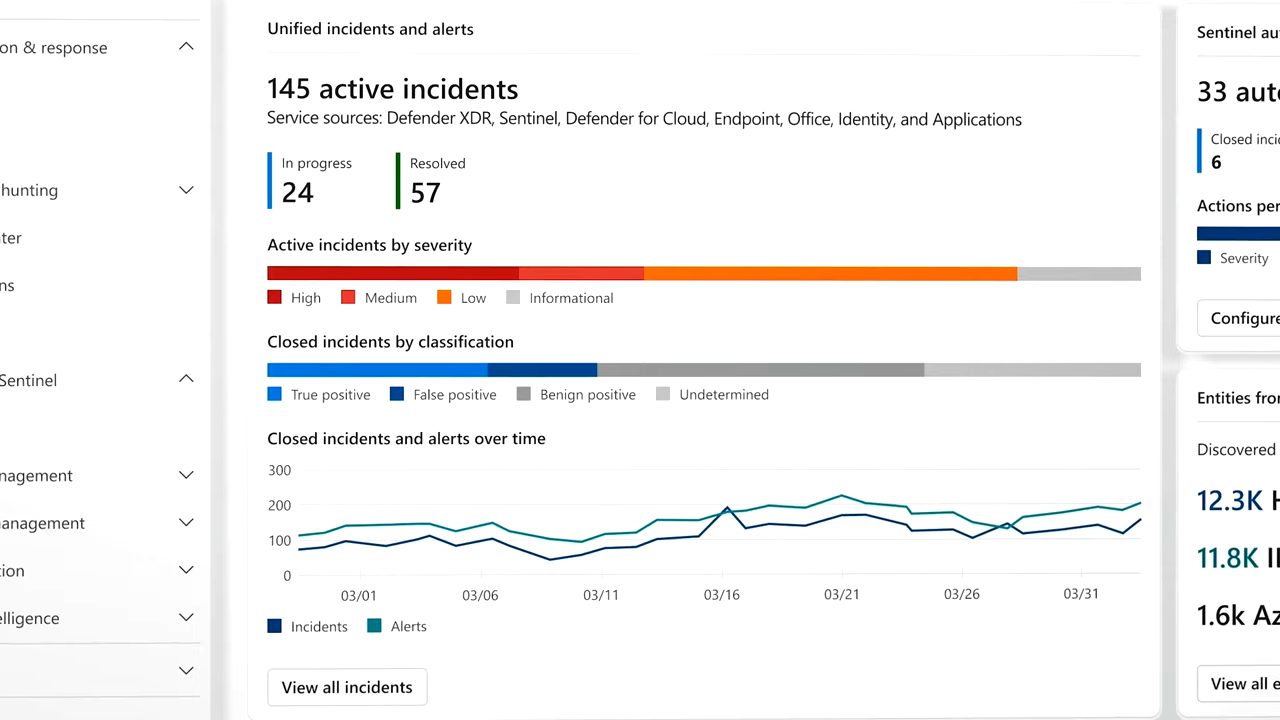 on & response
hunting
ter
ns
Sentinel
nagement
anagement
tion
elligence
Unified incidents and alerts
145 active incidents
Service sources: Defender XDR, Sentinel, Defender for Cloud, Endpoint, Office, Identity, and Applications
In progress Resolved
24 57
Active incidents by severity
High Medium Low Informational
Closed incidents by classification
True positive False positive Benign positive Undetermined
Closed incidents and alerts over time
300
200
100
0
03/01 03/06 03/11 03/16 03/21 03/26 03/31
Incidents Alerts
View all incidents
Sentinel au
33 auto
Closed incid
6
Actions per
Severity
Configure
Entities from
Discovered
12.3K H
11.8K
1.6k Az
View all e